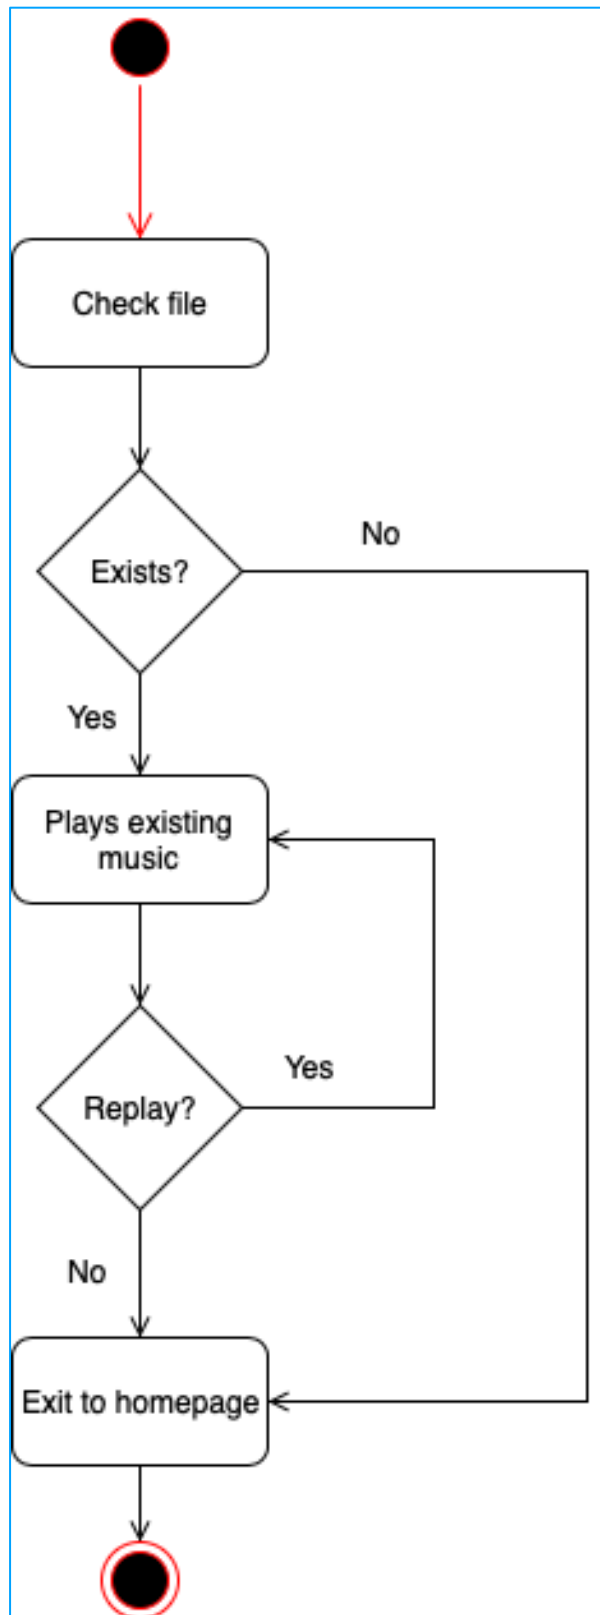 Check file
No
Exists?
Yes
Plays existing
music
Yes
Replay?
No
Exit to homepage